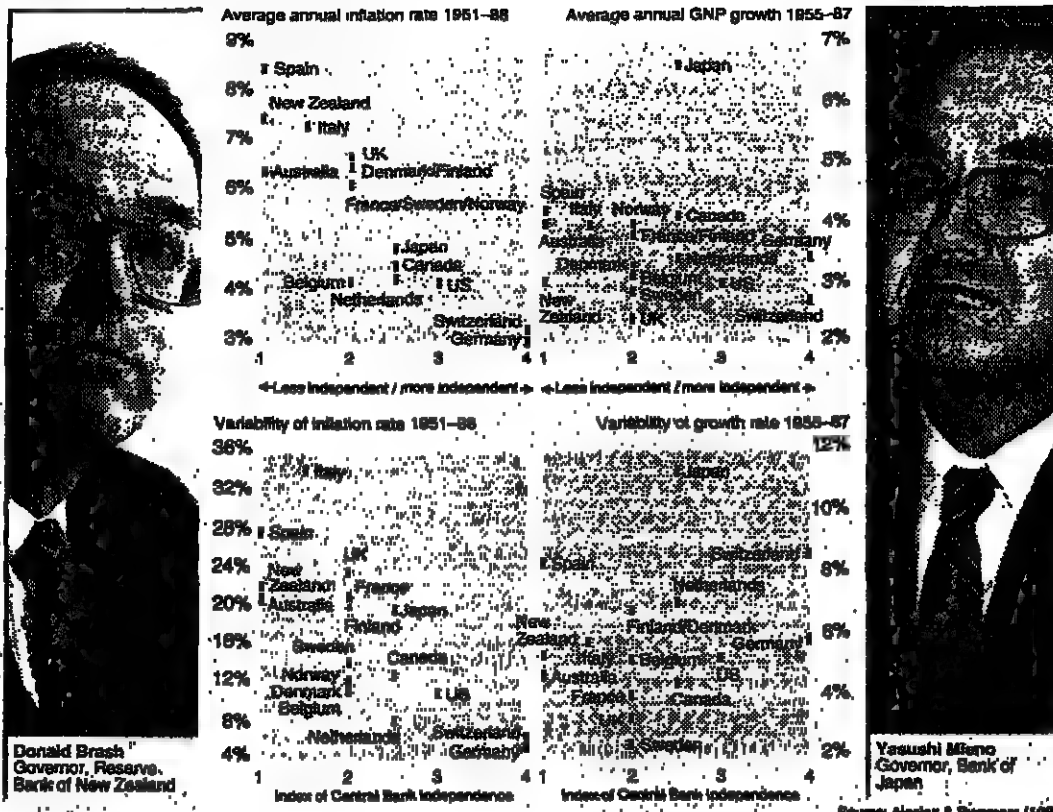 Average annual inflation rate 1951–88
9%
8%
7%
6%
5%
4%
3%
Spain
New Zealand
Italy
UK
Australia
Denmark/Finland
France/Sweden/Norway
Japan
Canada
Belgium
US
Netherlands
Switzerland
Germany
1 2 3 4
Less independent / more independent
Average annual GNP growth 1955–87
7%
6%
5%
4%
3%
2%
Japan
Spain
Italy
Norway
Canada
Australia
France/Finland
Germany
Denmark
Netherlands
Belgium
US
New
Zealand
Sweden
UK
Switzerland
1 2 3 4
Less independent / more independent
Variability of inflation rate 1951–88
36%
32%
28%
24%
20%
16%
12%
8%
4%
Italy
Spain
UK
New
Zealand
France
Australia
Japan
Finland
Sweden
Canada
Norway
Denmark
US
Belgium
Netherlands
Switzerland
Germany
1 2 3 4
Index of Central Bank Independence
Variability of growth rate 1955–87
12%
10%
8%
6%
4%
2%
Japan
Switzerland
Spain
Netherlands
New
Zealand
Finland/Denmark
Germany
Italy
Belgium
US
Australia
France
Canada
UK
Sweden
1 2 3 4
Index of Central Bank Independence
Donald Brash
Governor, Reserve
Bank of New Zealand
Yasushi Mieno
Governor, Bank of
Japan